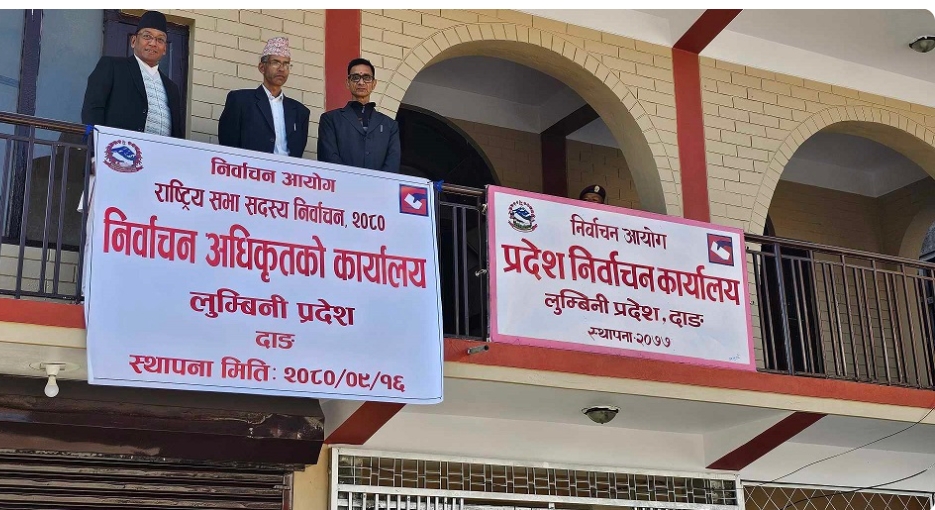 निर्वाचन आयोग
राष्ट्रिय सभा सदस्य निर्वाचन, २०८०
निर्वाचन अधिकृतको कार्यालय
लुम्बिनी प्रदेश
दाङ
स्थापना मितिः २०८०/०९/१६
निर्वाचन आयोग
प्रदेश निर्वाचन कार्यालय
लुम्बिनी प्रदेश, दाङ
स्थापना-२०७७